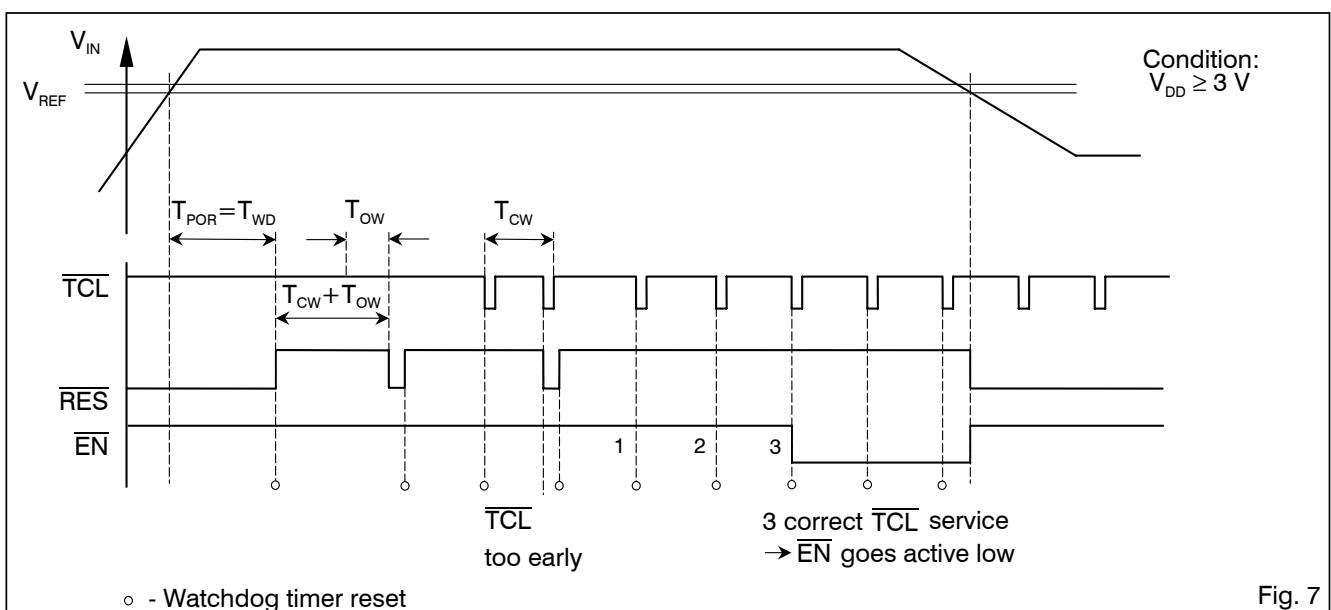 V_IN
Condition:
V_DD ≥ 3 V
V_REF
T_POR=T_WD
T_OW
T_CW
TCL
T_CW+T_OW
RES
EN
1
2
3
TCL
too early
3 correct TCL service
→ EN goes active low
o - Watchdog timer reset
Fig. 7